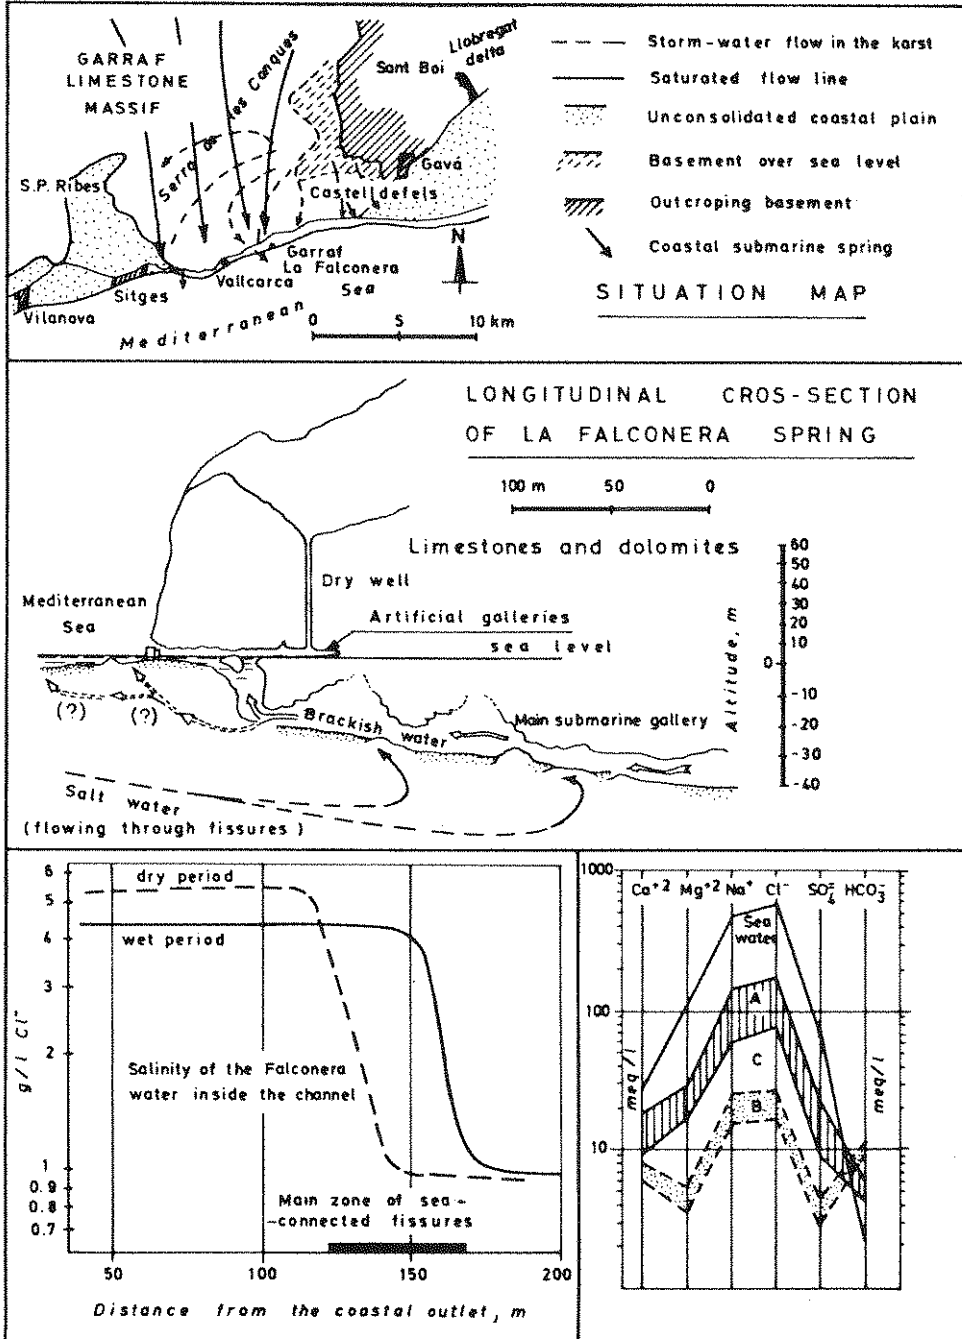 GARRAF
LIMESTONE
MASSIF
Serra de les Conques
Sant Boi
Llobregat
delta
S.P. Ribes
Gavá
Castelldefels
Garraf
La Falconera
Vallcarca
Sitges
Vilanova
Mediterranean Sea
N
0 5 10 km
Storm-water flow in the karst
Saturated flow line
Unconsolidated coastal plain
Basement over sea level
Outcroping basement
Coastal submarine spring
SITUATION MAP
LONGITUDINAL CROS-SECTION
OF LA FALCONERA SPRING
100 m 50 0
Limestones and dolomites
Dry well
Mediterranean
Sea
Artificial galleries
sea level
(?) (?)
Brackish water
Main submarine gallery
Salt water
(flowing through fissures)
Altitude, m
60
50
40
30
20
10
0
-10
-20
-30
-40
g/l Cl⁻
6
5
4
3
2
1
0.9
0.8
0.7
dry period
wet period
Salinity of the Falconera
water inside the channel
Main zone of sea-
-connected fissures
50 100 150 200
Distance from the coastal outlet, m
1000
100
10
meq/l
Ca⁺² Mg⁺² Na⁺ Cl⁻ SO₄⁼ HCO₃⁻
Sea
water
A
C
B
meq/l